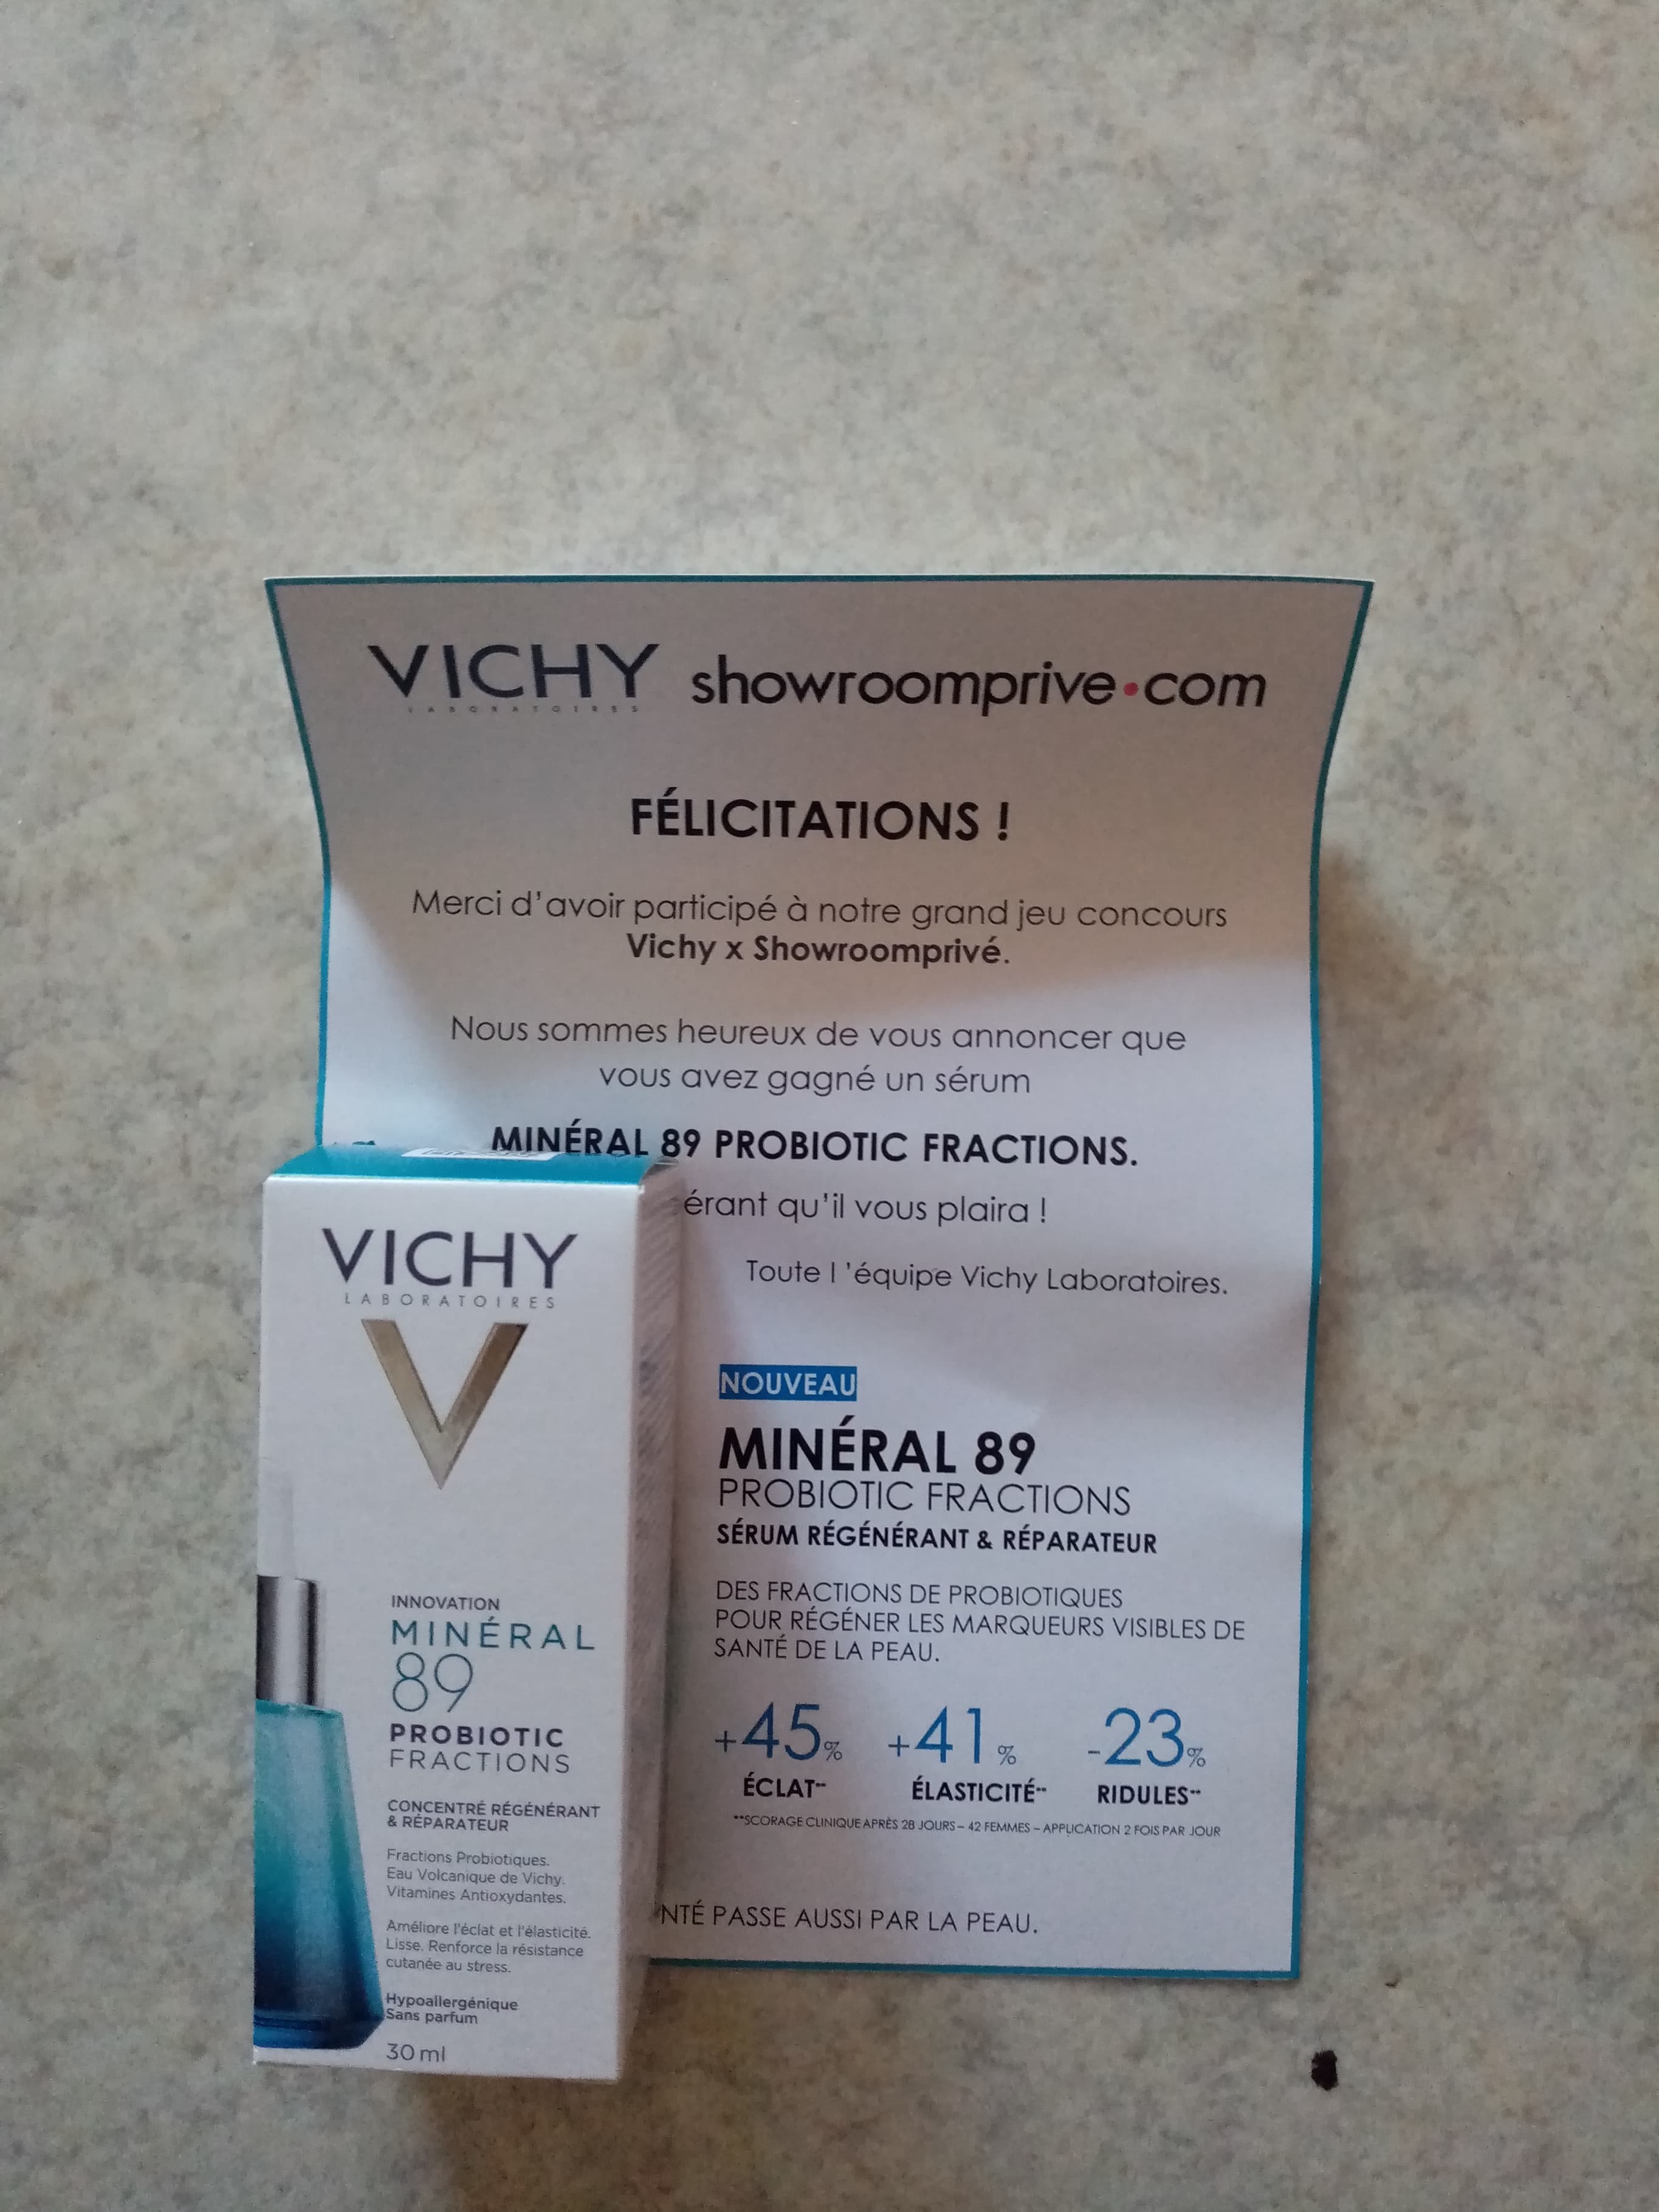 VICHY
LABORATOIRES
showroomprive.com
FÉLICITATIONS !
Merci d'avoir participé à notre grand jeu concours
Vichy x Showroomprivé.
Nous sommes heureux de vous annoncer que
vous avez gagné un sérum
MINÉRAL 89 PROBIOTIC FRACTIONS.
érant qu'il vous plaira !
Toute l 'équipe Vichy Laboratoires.
NOUVEAU
MINÉRAL 89
PROBIOTIC FRACTIONS
SÉRUM RÉGÉNÉRANT & RÉPARATEUR
DES FRACTIONS DE PROBIOTIQUES
POUR RÉGÉNER LES MARQUEURS VISIBLES DE
SANTÉ DE LA PEAU.
+45% +41% -23%
ÉCLAT** ÉLASTICITÉ** RIDULES**
**SCORAGE CLINIQUE APRÈS 28 JOURS – 42 FEMMES – APPLICATION 2 FOIS PAR JOUR
NTÉ PASSE AUSSI PAR LA PEAU.
VICHY
LABORATOIRES
V
INNOVATION
MINÉRAL
89
PROBIOTIC
FRACTIONS
CONCENTRÉ RÉGÉNÉRANT
& RÉPARATEUR
Fractions Probiotiques.
Eau Volcanique de Vichy.
Vitamines Antioxydantes.
Améliore l'éclat et l'élasticité.
Lisse. Renforce la résistance
cutanée au stress.
Hypoallergénique
Sans parfum
30 ml